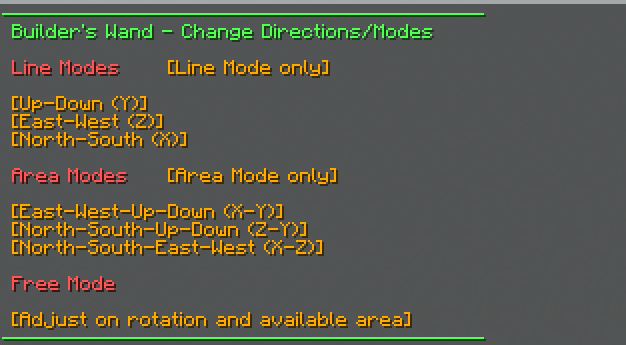 Builder's Wand - Change Directions/Modes
Line Modes [Line Mode only]
[Up-Down (Y)]
[East-West (Z)]
[North-South (X)]
Area Modes [Area Mode only]
[East-West-Up-Down (X-Y)]
[North-South-Up-Down (Z-Y)]
[North-South-East-West (X-Z)]
Free Mode
[Adjust on rotation and available area]